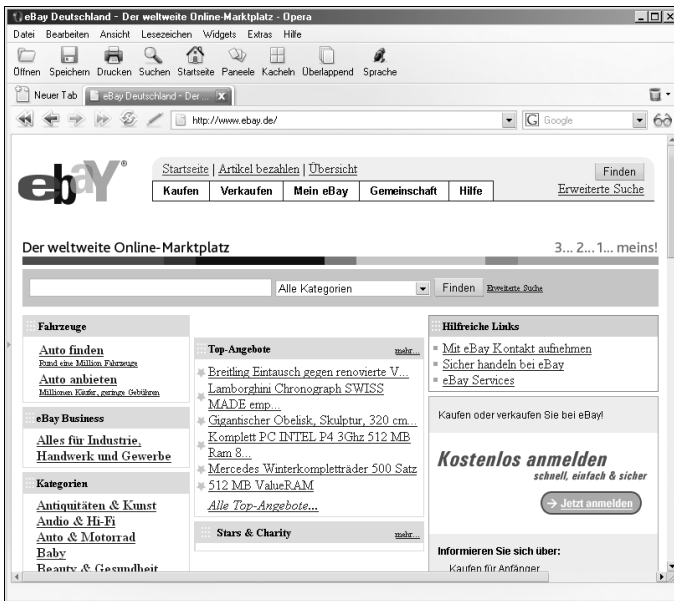 eBay Deutschland - Der weltweite Online-Marktplatz - Opera
Datei Bearbeiten Ansicht Lesezeichen Widgets Extras Hilfe
Öffnen Speichern Drucken Suchen Startseite Paneele Kacheln Überlappend Sprache
Neuer Tab eBay Deutschland - Der ...
http://www.ebay.de/ G Google
ebaY®
Startseite | Artikel bezahlen | Übersicht
Finden
Kaufen Verkaufen Mein eBay Gemeinschaft Hilfe
Erweiterte Suche
Der weltweite Online-Marktplatz
3... 2... 1... meins!
Alle Kategorien Finden Erweiterte Suche
Fahrzeuge
Auto finden
Rund eine Million Fahrzeuge
Auto anbieten
Millionen Käufer, geringe Gebühren
eBay Business
Alles für Industrie,
Handwerk und Gewerbe
Kategorien
Antiquitäten & Kunst
Audio & Hi-Fi
Auto & Motorrad
Baby
Beauty & Gesundheit
Top-Angebote mehr...
Breitling Eintausch gegen renovierte V...
Lamborghini Chronograph SWISS
MADE emp...
Gigantischer Obelisk, Skulptur, 320 cm...
Komplett PC INTEL P4 3Ghz 512 MB
Ram 8...
Mercedes Winterkompletträder 500 Satz
512 MB ValueRAM
Alle Top-Angebote...
Stars & Charity mehr...
Hilfreiche Links
Mit eBay Kontakt aufnehmen
Sicher handeln bei eBay
eBay Services
Kaufen oder verkaufen Sie bei eBay!
Kostenlos anmelden
schnell, einfach & sicher
Jetzt anmelden
Informieren Sie sich über:
Kaufen für Anfänger